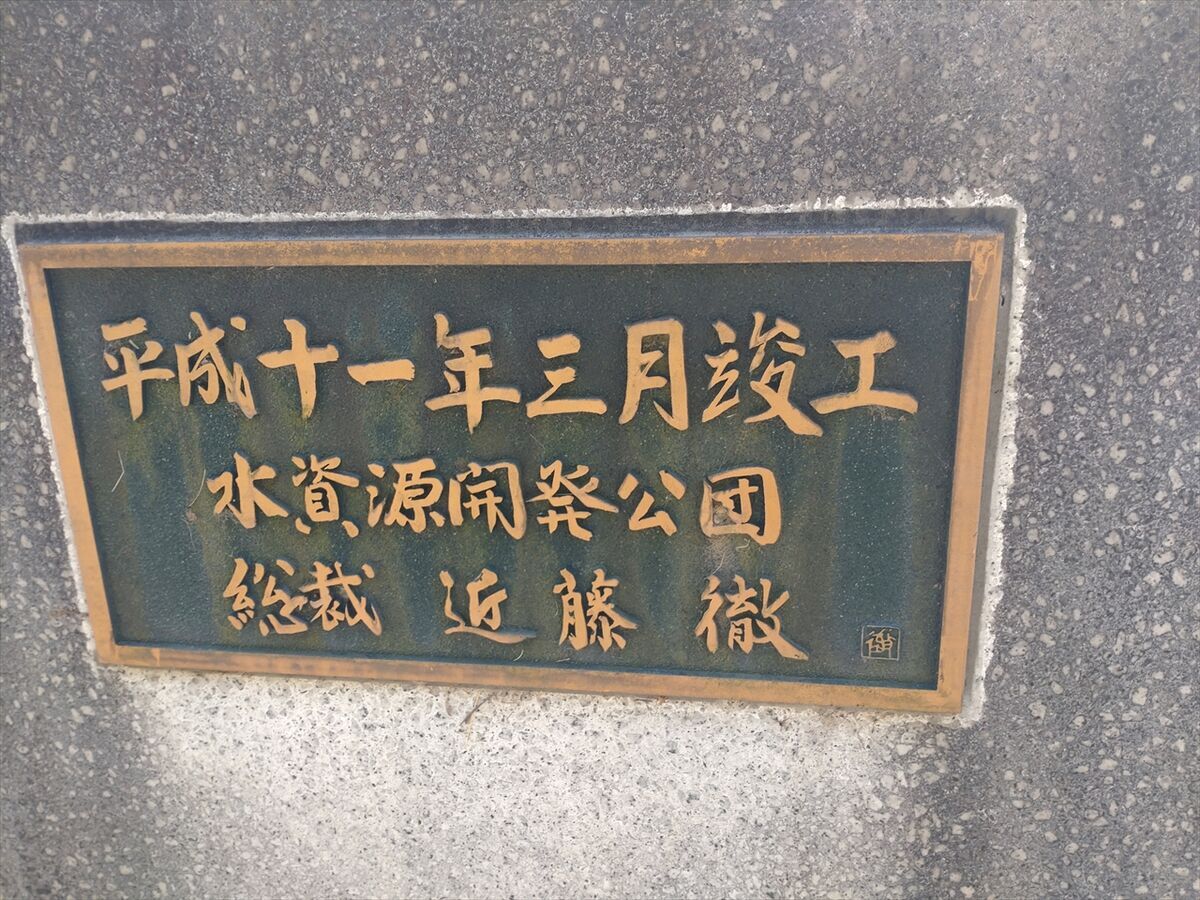 平成十一年三月竣工
水資源開発公団
総裁 近藤 徹